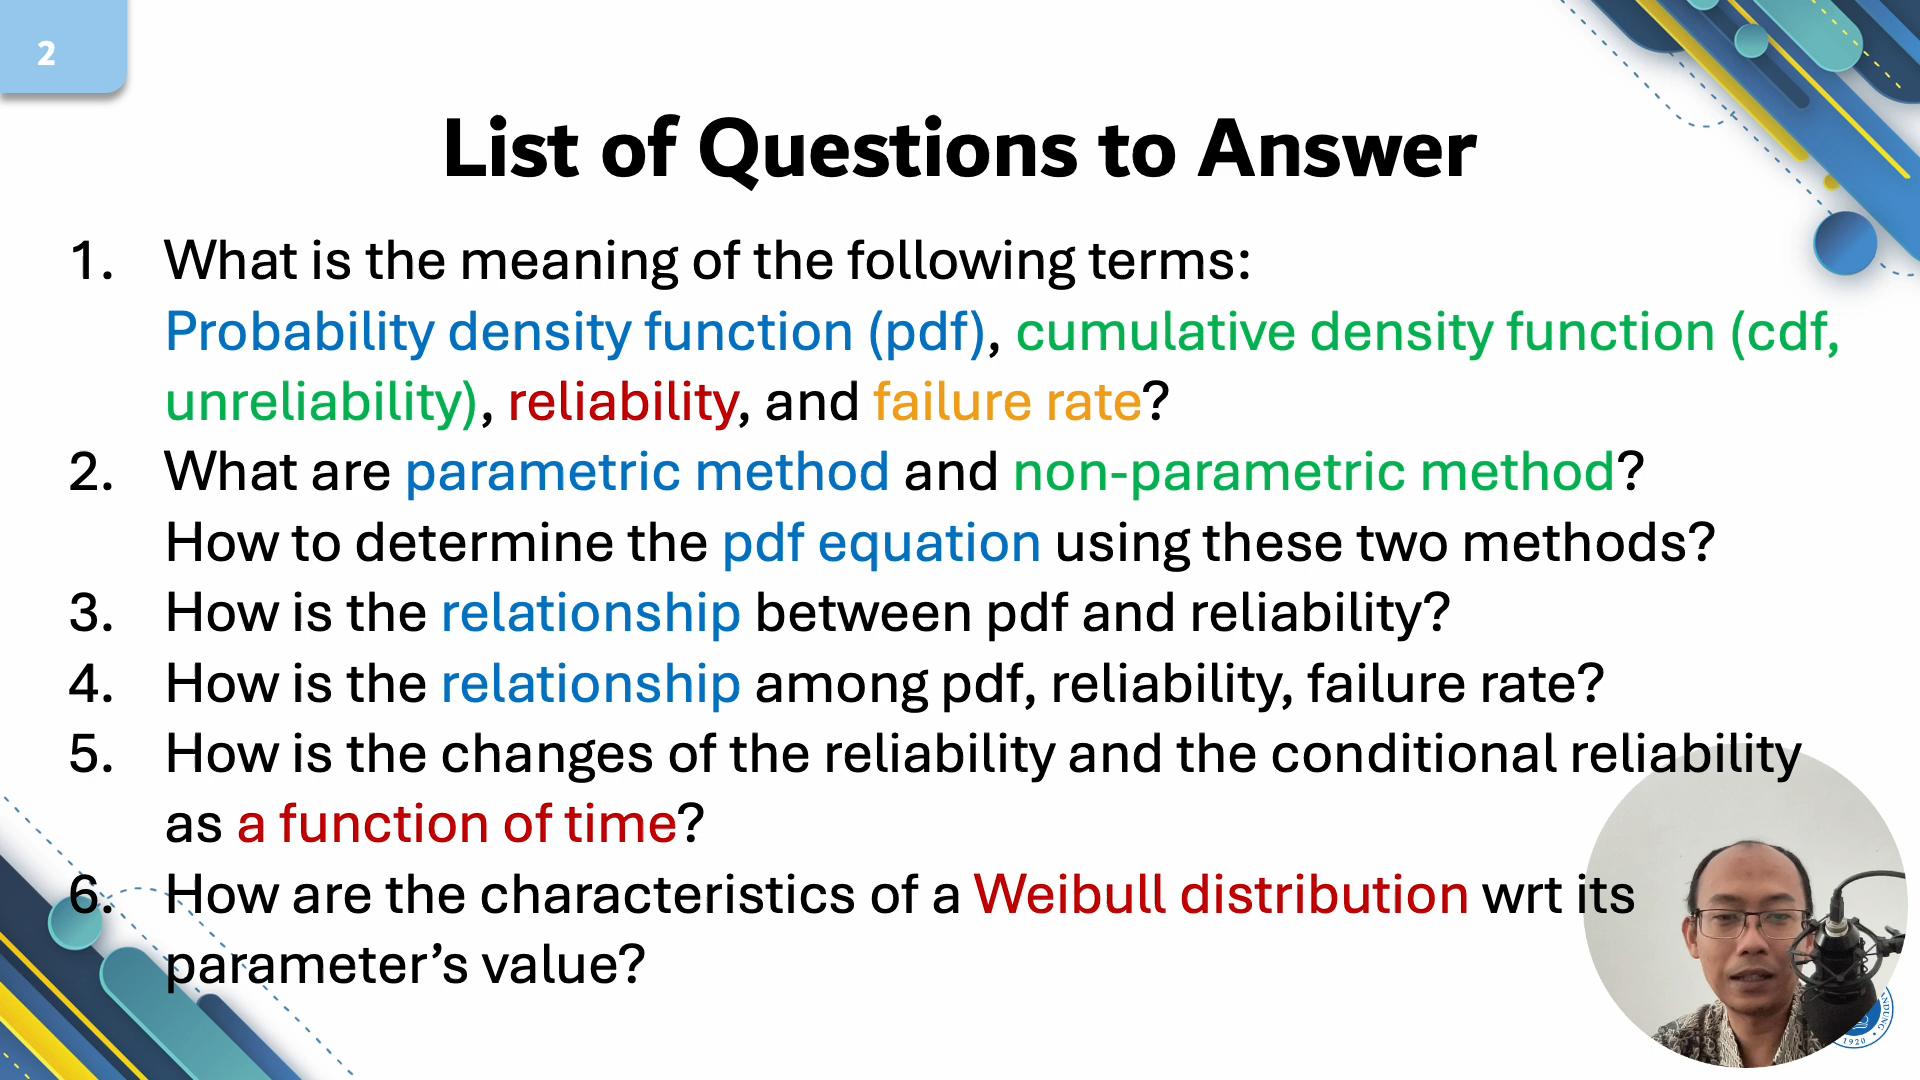 2
List of Questions to Answer
1. What is the meaning of the following terms:
Probability density function (pdf), cumulative density function (cdf,
unreliability), reliability, and failure rate?
2. What are parametric method and non-parametric method?
How to determine the pdf equation using these two methods?
3. How is the relationship between pdf and reliability?
4. How is the relationship among pdf, reliability, failure rate?
5. How is the changes of the reliability and the conditional reliability
as a function of time?
6. How are the characteristics of a Weibull distribution wrt its
parameter’s value?
1920